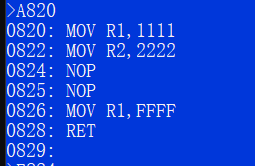 >A820
0820: MOV R1,1111
0822: MOV R2,2222
0824: NOP
0825: NOP
0826: MOV R1,FFFF
0828: RET
0829: